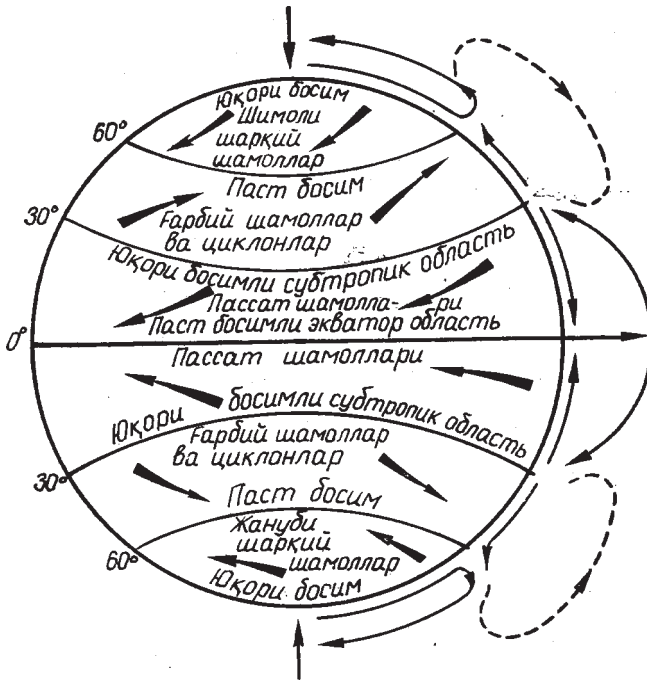 Юқори босим
Шимоли
шарқий
шамоллар
60°
Паст босим
30°
Ғарбий шамоллар
ва циклонлар
Юқори босимли субтропик область
Пассат шамолла-ри
Паст босимли экватор область
0°
Пассат шамоллари
Юқори босимли субтропик область
Ғарбий шамоллар
ва циклонлар
30°
Паст босим
Жануби
шарқий
шамоллар
60°
Юқори босим